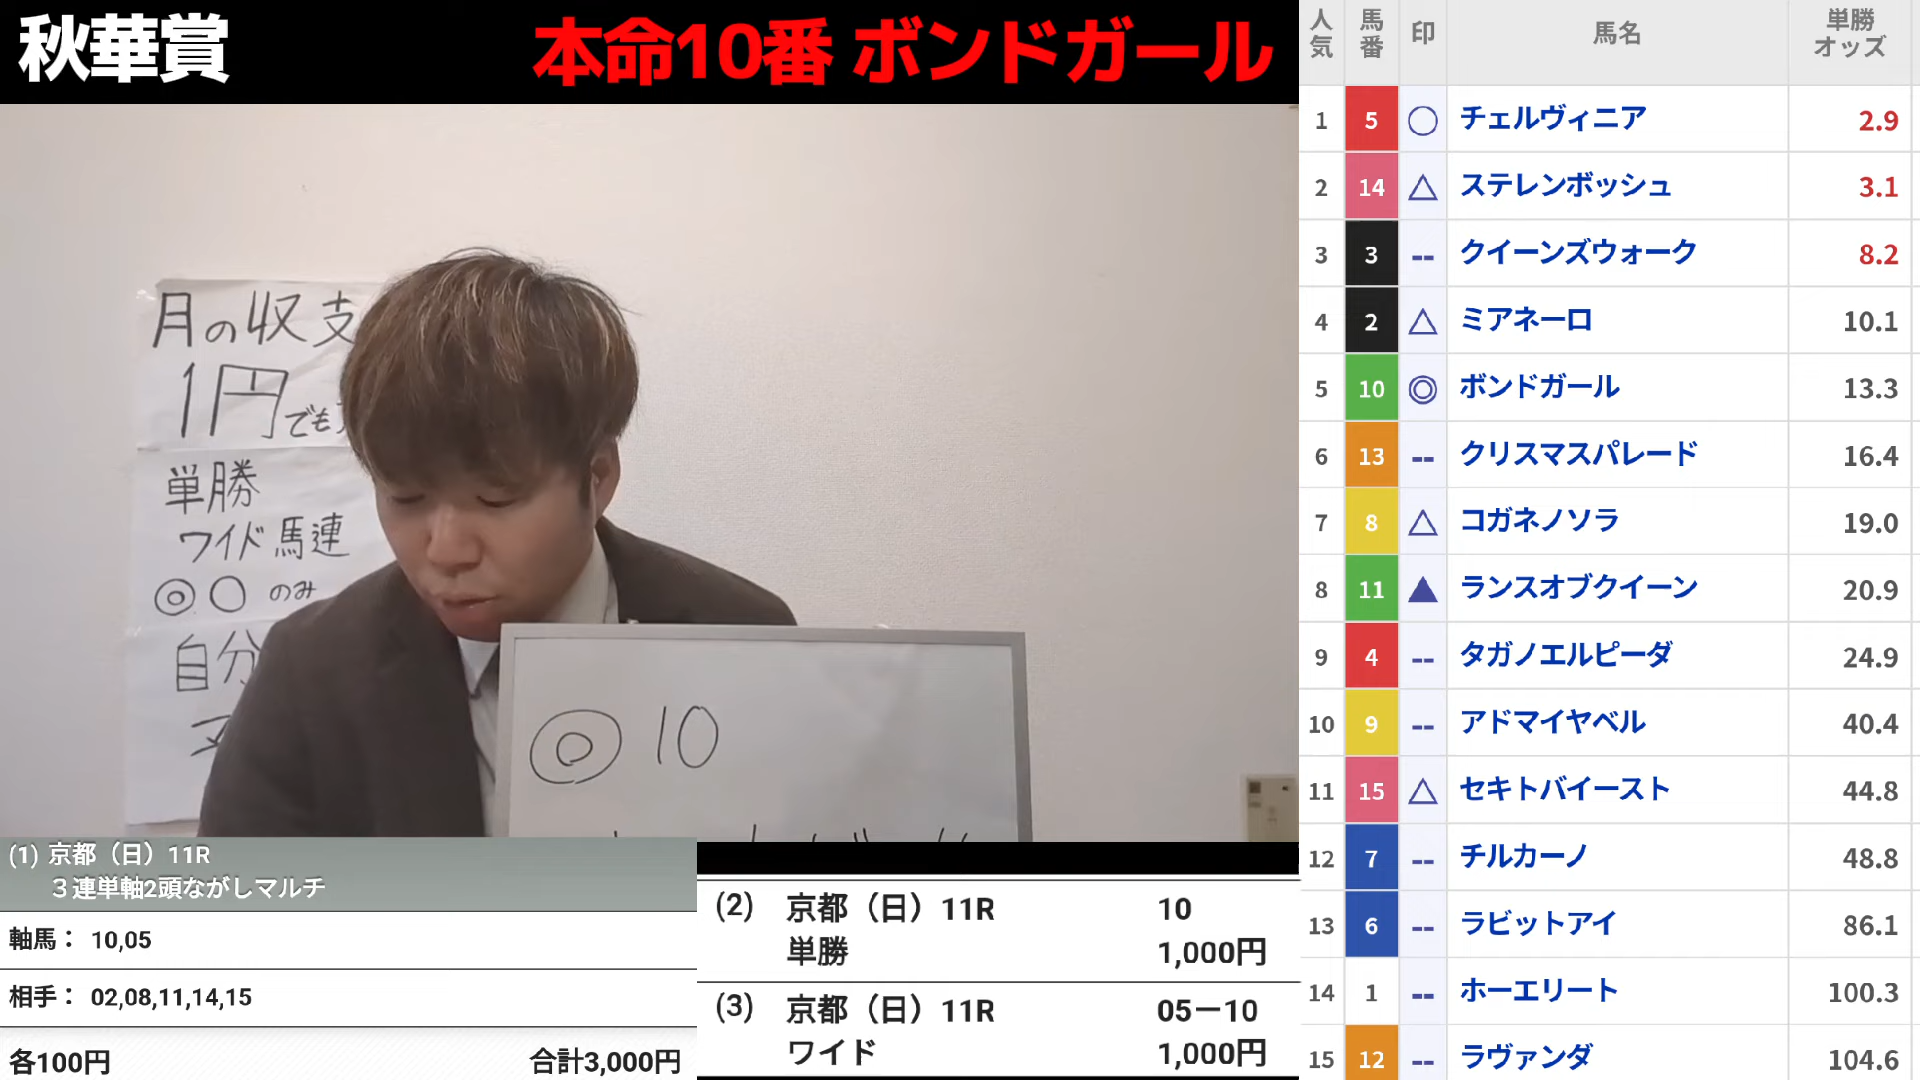 秋華賞
本命10番 ボンドガール
月の収支
1円でも
単勝
ワイド馬連
◎○のみ
自分
マ
◎ 10
(1) 京都（日）11R
３連単軸2頭ながしマルチ
軸馬： 10,05
相手： 02,08,11,14,15
各100円 合計3,000円
(2) 京都（日）11R 10
単勝 1,000円
(3) 京都（日）11R 05－10
ワイド 1,000円
人気 馬番 印 馬名 単勝オッズ
1 5 ○ チェルヴィニア 2.9
2 14 △ ステレンボッシュ 3.1
3 3 -- クイーンズウォーク 8.2
4 2 △ ミアネーロ 10.1
5 10 ◎ ボンドガール 13.3
6 13 -- クリスマスパレード 16.4
7 8 △ コガネノソラ 19.0
8 11 ▲ ランスオブクイーン 20.9
9 4 -- タガノエルピーダ 24.9
10 9 -- アドマイヤベル 40.4
11 15 △ セキトバイースト 44.8
12 7 -- チルカーノ 48.8
13 6 -- ラビットアイ 86.1
14 1 -- ホーエリート 100.3
15 12 -- ラヴァンダ 104.6